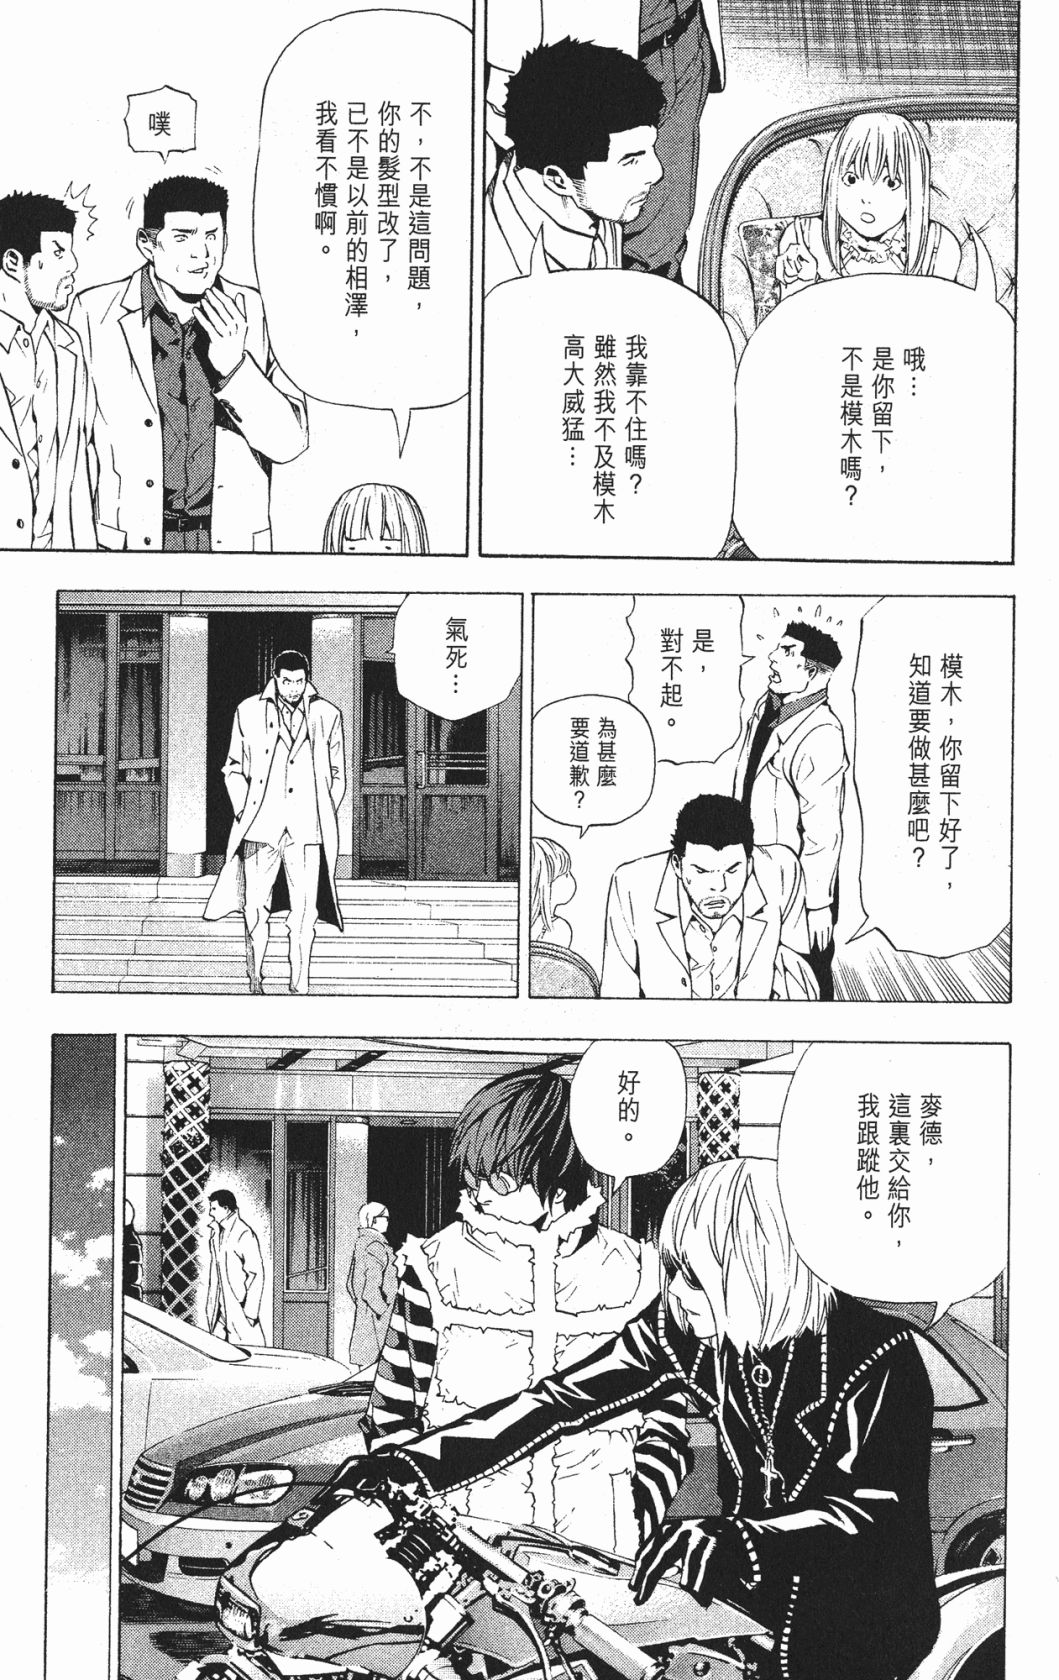 哦…
是你留下，
不是模木嗎？
我靠不住嗎？
雖然我不及模木
高大威猛…
不，不是這問題，
你的髮型改了，
已不是以前的相澤，
我看不慣啊。
噗
模木，你留下好了，
知道要做甚麼吧？
是，
對不起。
為甚麼
要道歉？
氣死…
麥德，
這裏交給你，
我跟蹤他。
好的。